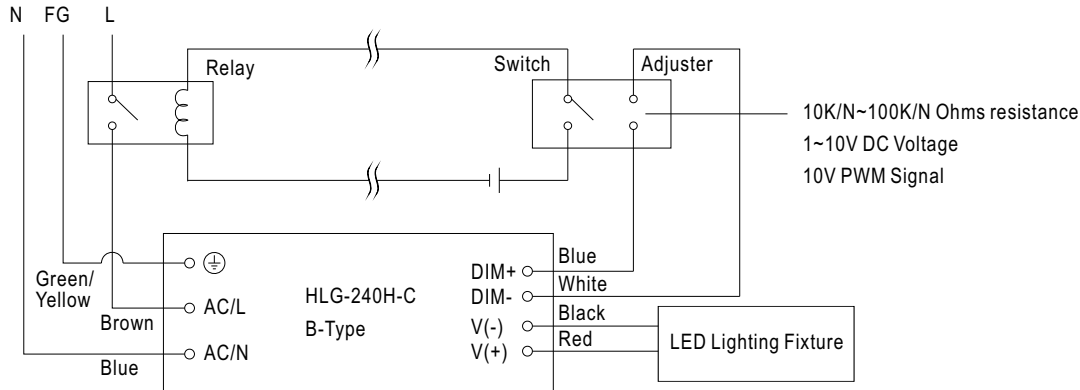 N FG L
Relay
Switch
Adjuster
10K/N~100K/N Ohms resistance
1~10V DC Voltage
10V PWM Signal
Green/
Yellow
Brown
Blue
AC/L
AC/N
HLG-240H-C
B-Type
DIM+
DIM-
V(-)
V(+)
Blue
White
Black
Red
LED Lighting Fixture